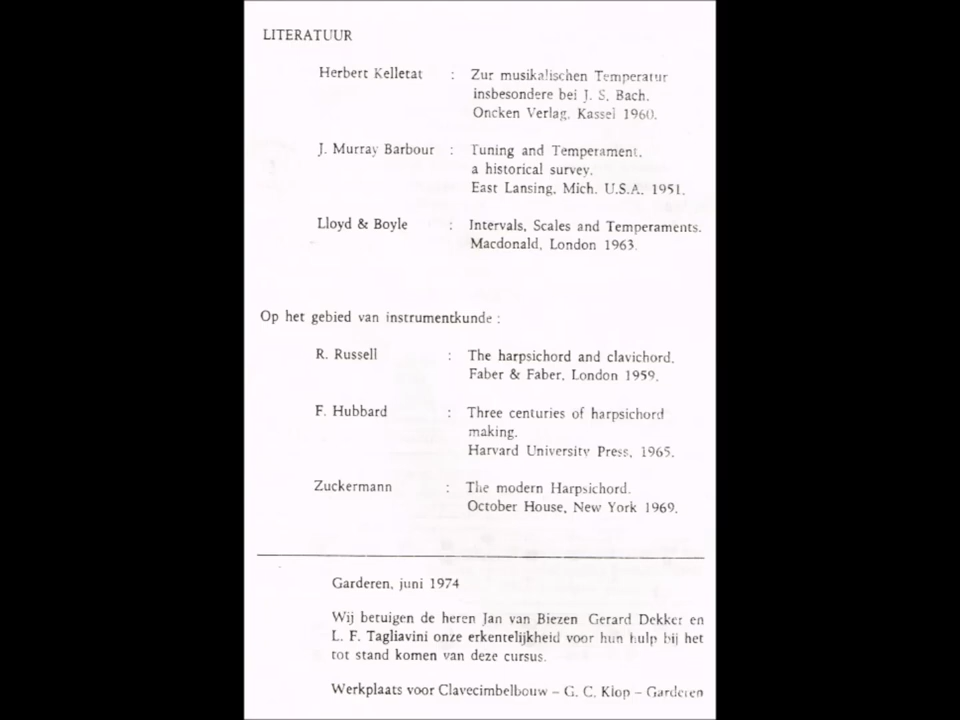 LITERATUUR
Herbert Kelletat : Zur musikalischen Temperatur
insbesondere bei J. S. Bach.
Oncken Verlag, Kassel 1960.
J. Murray Barbour : Tuning and Temperament,
a historical survey.
East Lansing, Mich. U.S.A. 1951.
Lloyd & Boyle : Intervals, Scales and Temperaments.
Macdonald, London 1963.
Op het gebied van instrumentkunde :
R. Russell : The harpsichord and clavichord.
Faber & Faber, London 1959.
F. Hubbard : Three centuries of harpsichord
making.
Harvard University Press, 1965.
Zuckermann : The modern Harpsichord.
October House, New York 1969.
Garderen, juni 1974
Wij betuigen de heren Jan van Biezen Gerard Dekker en
L. F. Tagliavini onze erkentelijkheid voor hun hulp bij het
tot stand komen van deze cursus.
Werkplaats voor Clavecimbelbouw – G. C. Klop – Garderen